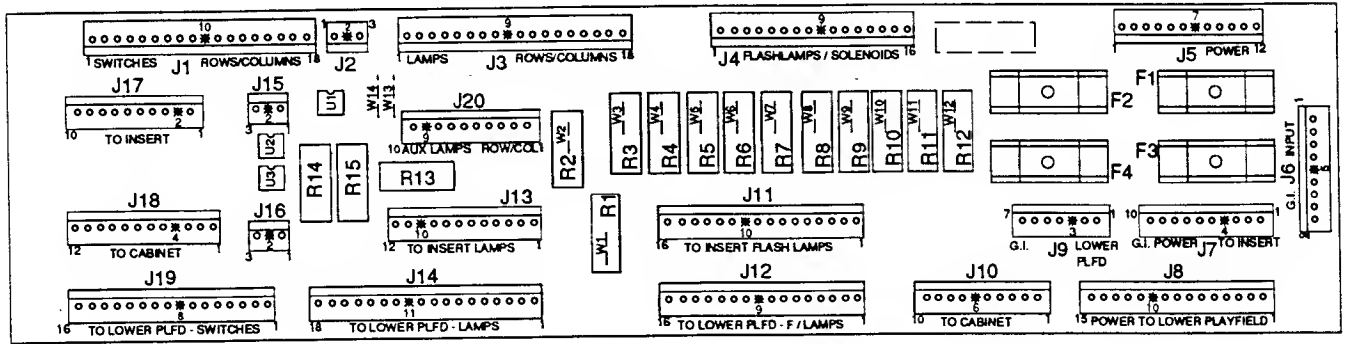 10
1 SWITCHES J1 ROWS/COLUMNS 18
1 2 3
J2
9
1 LAMPS J3 ROWS/COLUMNS 18
9
1 J4 FLASHLAMPS / SOLENOIDS 16
7
1 J5 POWER 12
J17
2
10 TO INSERT 1
J15
2
3 1
U1
U2
U3
W14
W13
J20
9
10 AUX LAMPS ROW/COL 1
R14
R15
R13
W2
R2
W3
R3
W4
R4
W5
R5
W6
R6
W7
R7
W8
R8
W9
R9
W10
R10
W11
R11
W12
R12
F1
F2
F3
F4
1
J6 INPUT
G.I.
5
J18
4
12 TO CABINET 1
J16
2
3 1
J13
10
12 TO INSERT LAMPS 1
R1
W1
J11
10
16 TO INSERT FLASH LAMPS 1
7 1
3
G.I. J9 LOWER PLFD
10 1
4
G.I. POWER J7 TO INSERT
J19
8
16 TO LOWER PLFD - SWITCHES 1
J14
11
18 TO LOWER PLFD - LAMPS 1
J12
9
16 TO LOWER PLFD - F / LAMPS 1
J10
6
10 TO CABINET 1
J8
10
15 POWER TO LOWER PLAYFIELD 1